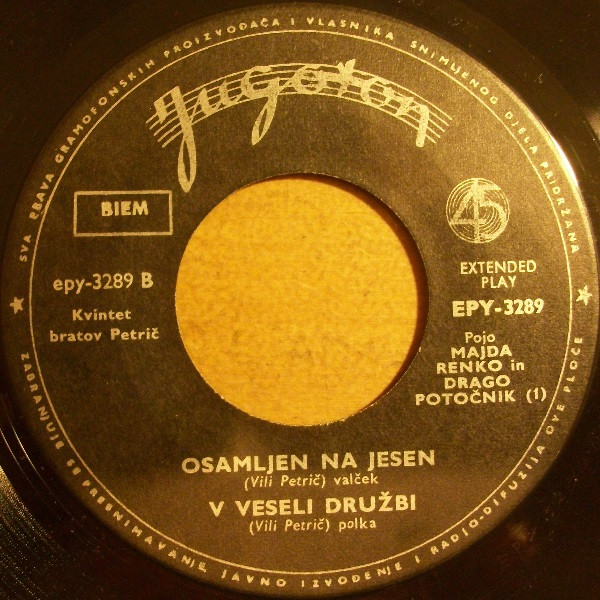 SVA PRAVA GRAMOFONSKIH PROIZVOĐAČA I VLASNIKA SNIMLJENOG DJELA PRIDRŽANA
Jugoton
BIEM
45
epy-3289 B
EXTENDED
PLAY
EPY-3289
Kvintet
bratov Petrič
Pojo
MAJDA
RENKO in
DRAGO
POTOČNIK (1)
OSAMLJEN NA JESEN
(Vili Petrič) valček
V VESELI DRUŽBI
(Vili Petrič) polka
ZABRANJUJE SE PRESNIMAVANJE, JAVNO IZVOĐENJE I RADIO-DIFUZIJA OVE PLOČE